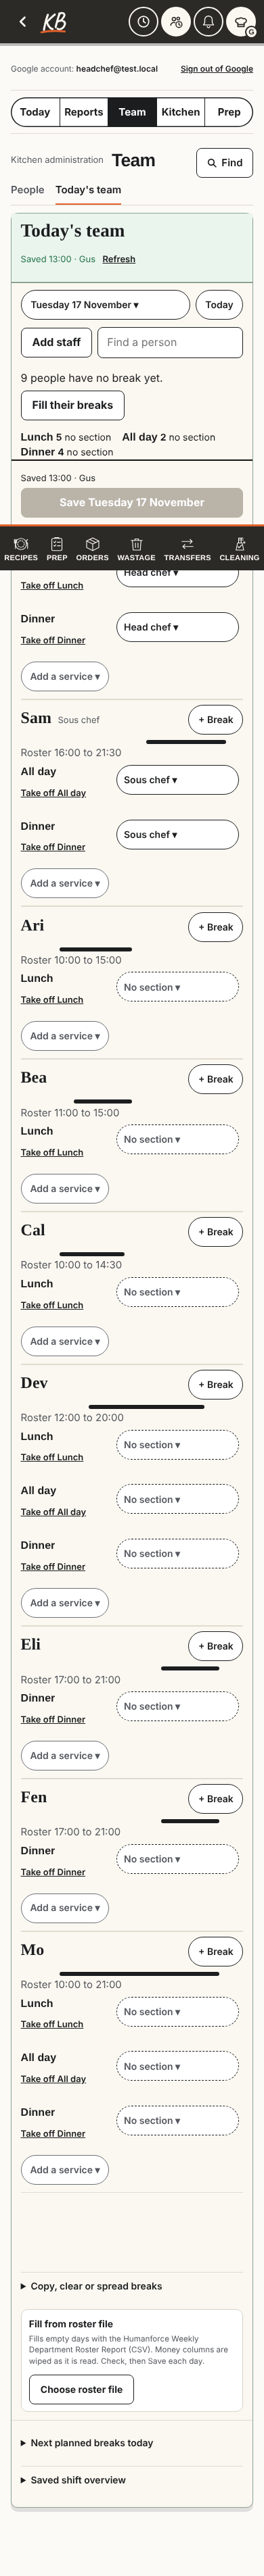 KB
G
Google account: headchef@test.local Sign out of Google
Today Reports Team Kitchen Prep
Kitchen administration Team Find
People Today's team
Today's team
Saved 13:00 · Gus Refresh
Tuesday 17 November ▾ Today
Add staff Find a person
9 people have no break yet.
Fill their breaks
Lunch 5 no section All day 2 no section
Dinner 4 no section
Saved 13:00 · Gus
Save Tuesday 17 November
RECIPES PREP ORDERS WASTAGE TRANSFERS CLEANING
Head chef ▾
Take off Lunch
Dinner
Head chef ▾
Take off Dinner
Add a service ▾
Sam Sous chef + Break
Roster 16:00 to 21:30
All day
Sous chef ▾
Take off All day
Dinner
Sous chef ▾
Take off Dinner
Add a service ▾
Ari + Break
Roster 10:00 to 15:00
Lunch
No section ▾
Take off Lunch
Add a service ▾
Bea + Break
Roster 11:00 to 15:00
Lunch
No section ▾
Take off Lunch
Add a service ▾
Cal + Break
Roster 10:00 to 14:30
Lunch
No section ▾
Take off Lunch
Add a service ▾
Dev + Break
Roster 12:00 to 20:00
Lunch
No section ▾
Take off Lunch
All day
No section ▾
Take off All day
Dinner
No section ▾
Take off Dinner
Add a service ▾
Eli + Break
Roster 17:00 to 21:00
Dinner
No section ▾
Take off Dinner
Add a service ▾
Fen + Break
Roster 17:00 to 21:00
Dinner
No section ▾
Take off Dinner
Add a service ▾
Mo + Break
Roster 10:00 to 21:00
Lunch
No section ▾
Take off Lunch
All day
No section ▾
Take off All day
Dinner
No section ▾
Take off Dinner
Add a service ▾
▶ Copy, clear or spread breaks
Fill from roster file
Fills empty days with the Humanforce Weekly
Department Roster Report (CSV). Money columns are
wiped as it is read. Check, then Save each day.
Choose roster file
▶ Next planned breaks today
▶ Saved shift overview